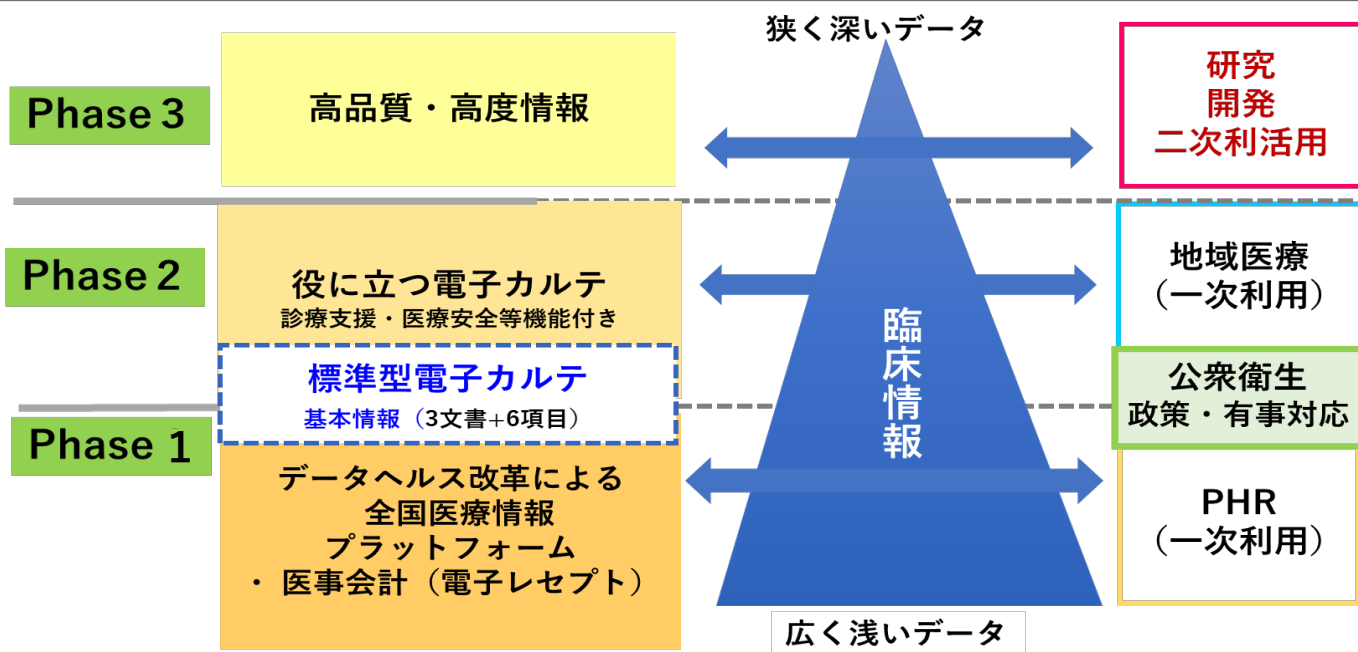 狭く深いデータ
Phase 3
高品質・高度情報
研究
開発
二次利活用
Phase 2
役に立つ電子カルテ
診療支援・医療安全等機能付き
地域医療
(一次利用)
臨床情報
標準型電子カルテ
基本情報(3文書+6項目)
公衆衛生
政策・有事対応
Phase 1
データヘルス改革による
全国医療情報
プラットフォーム
・ 医事会計(電子レセプト)
PHR
(一次利用)
広く浅いデータ